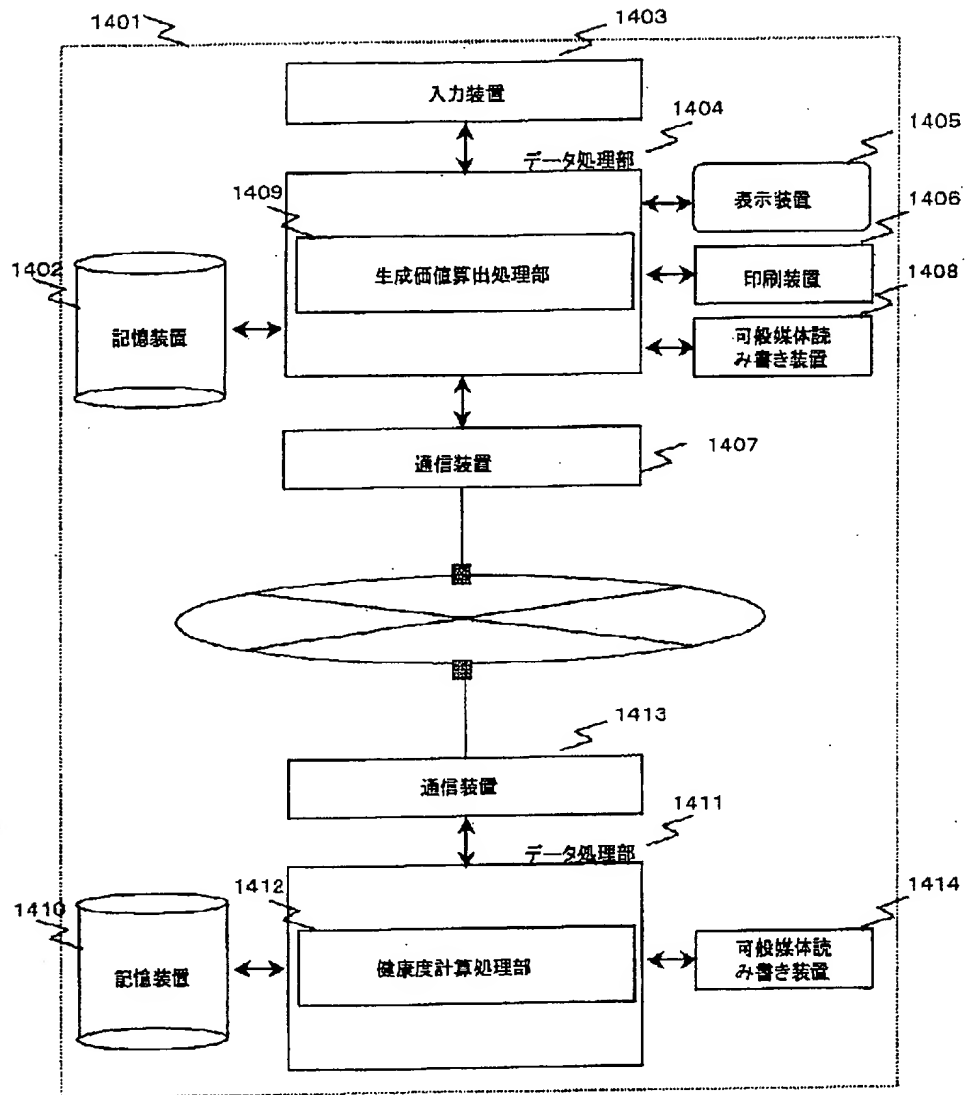 1401
1403
入力装置
1404
データ処理部
1405
1409
表示装置
1406
1402
生成価値算出処理部
印刷装置
1408
記憶装置
可般媒体読
み書き装置
通信装置
1407
1413
通信装置
1411
データ処理部
1412
1414
1410
健康度計算処理部
可般媒体読
み書き装置
記憶装置